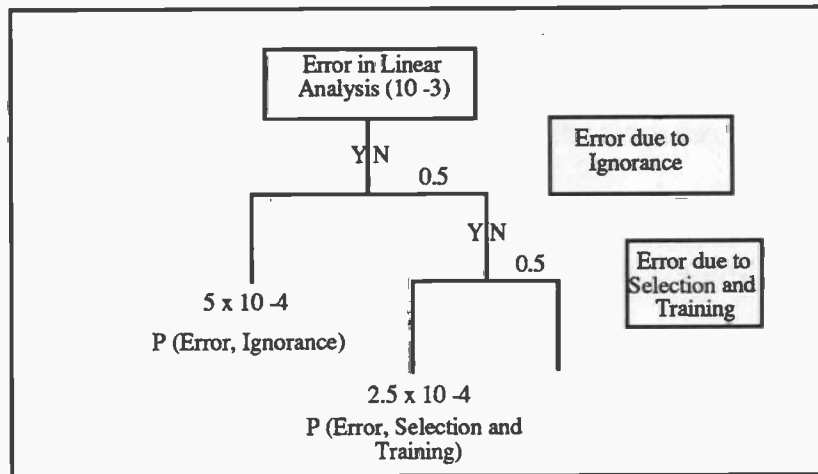 Error in Linear
Analysis (10 -3)
Error due to
Ignorance
Y N
0.5
Y N
0.5
Error due to
Selection and
Training
5 x 10 -4
P (Error, Ignorance)
2.5 x 10 -4
P (Error, Selection and
Training)